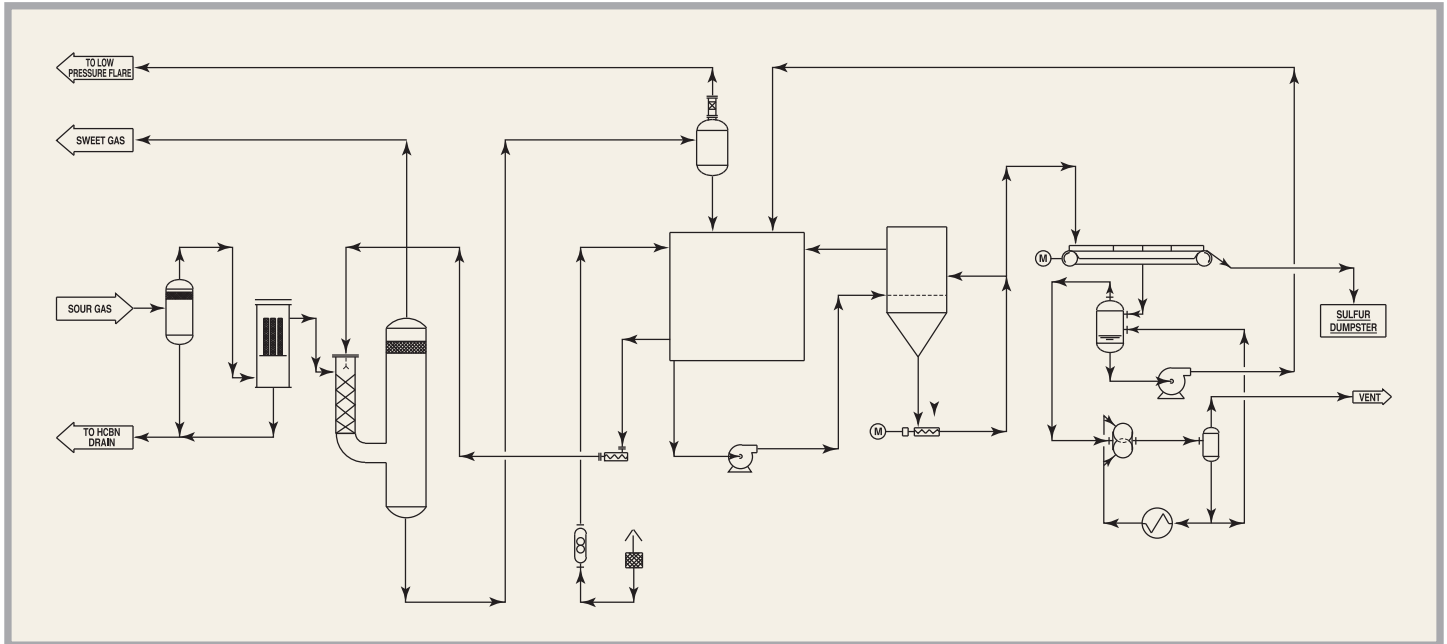 TO LOW
PRESSURE FLARE
SWEET GAS
SOUR GAS
TO HCBN
DRAIN
M
M
SULFUR
DUMPSTER
VENT